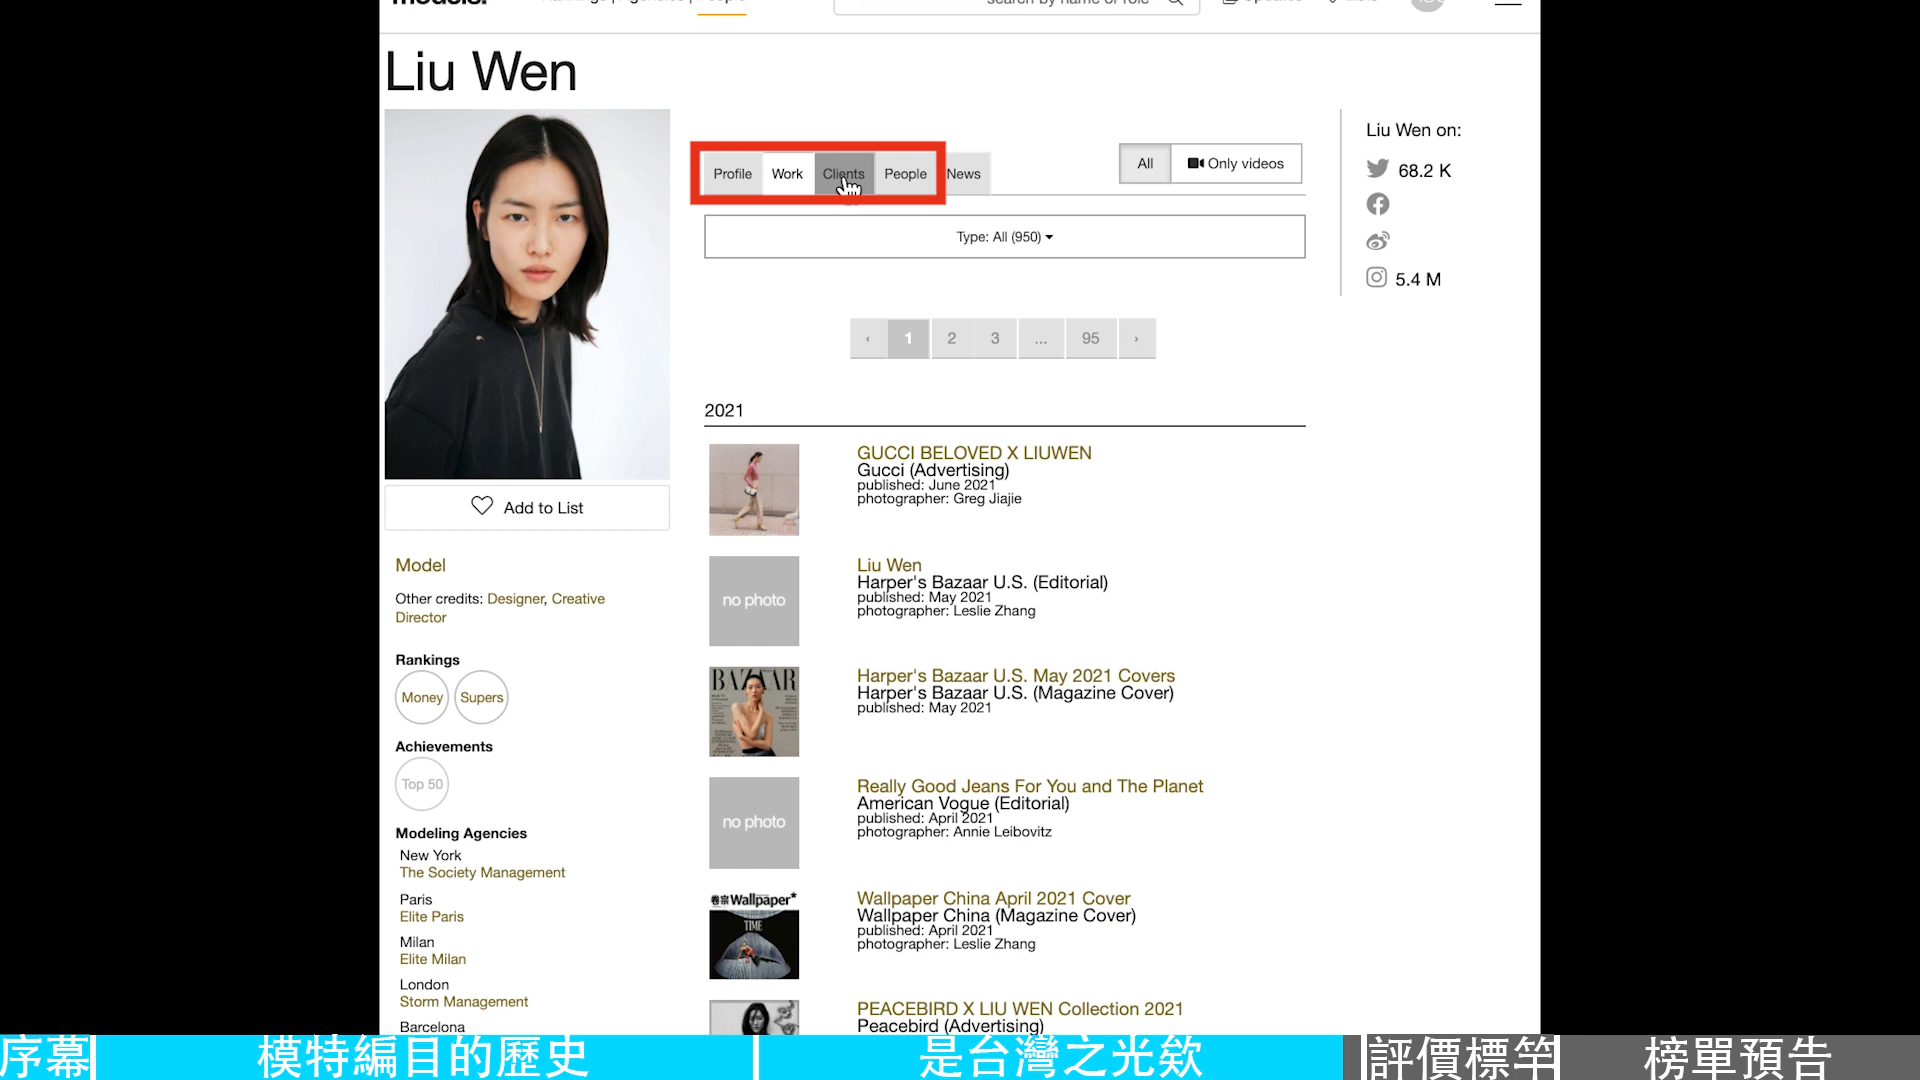 Liu Wen
Profile
Work
Clients
People
News
All
Only videos
Type: All (950)
‹ 1 2 3 ... 95 ›
2021
GUCCI BELOVED X LIUWEN
Gucci (Advertising)
published: June 2021
photographer: Greg Jiajie
no photo
Liu Wen
Harper's Bazaar U.S. (Editorial)
published: May 2021
photographer: Leslie Zhang
BAZAAR
Harper's Bazaar U.S. May 2021 Covers
Harper's Bazaar U.S. (Magazine Cover)
published: May 2021
no photo
Really Good Jeans For You and The Planet
American Vogue (Editorial)
published: April 2021
photographer: Annie Leibovitz
Wallpaper*
TIME
Wallpaper China April 2021 Cover
Wallpaper China (Magazine Cover)
published: April 2021
photographer: Leslie Zhang
PEACEBIRD X LIU WEN Collection 2021
Peacebird (Advertising)
Liu Wen on:
68.2 K
5.4 M
Add to List
Model
Other credits: Designer, Creative
Director
Rankings
Money
Supers
Achievements
Top 50
Modeling Agencies
New York
The Society Management
Paris
Elite Paris
Milan
Elite Milan
London
Storm Management
Barcelona
序幕
模特編目的歷史
是台灣之光欸
評價標竿
榜單預告